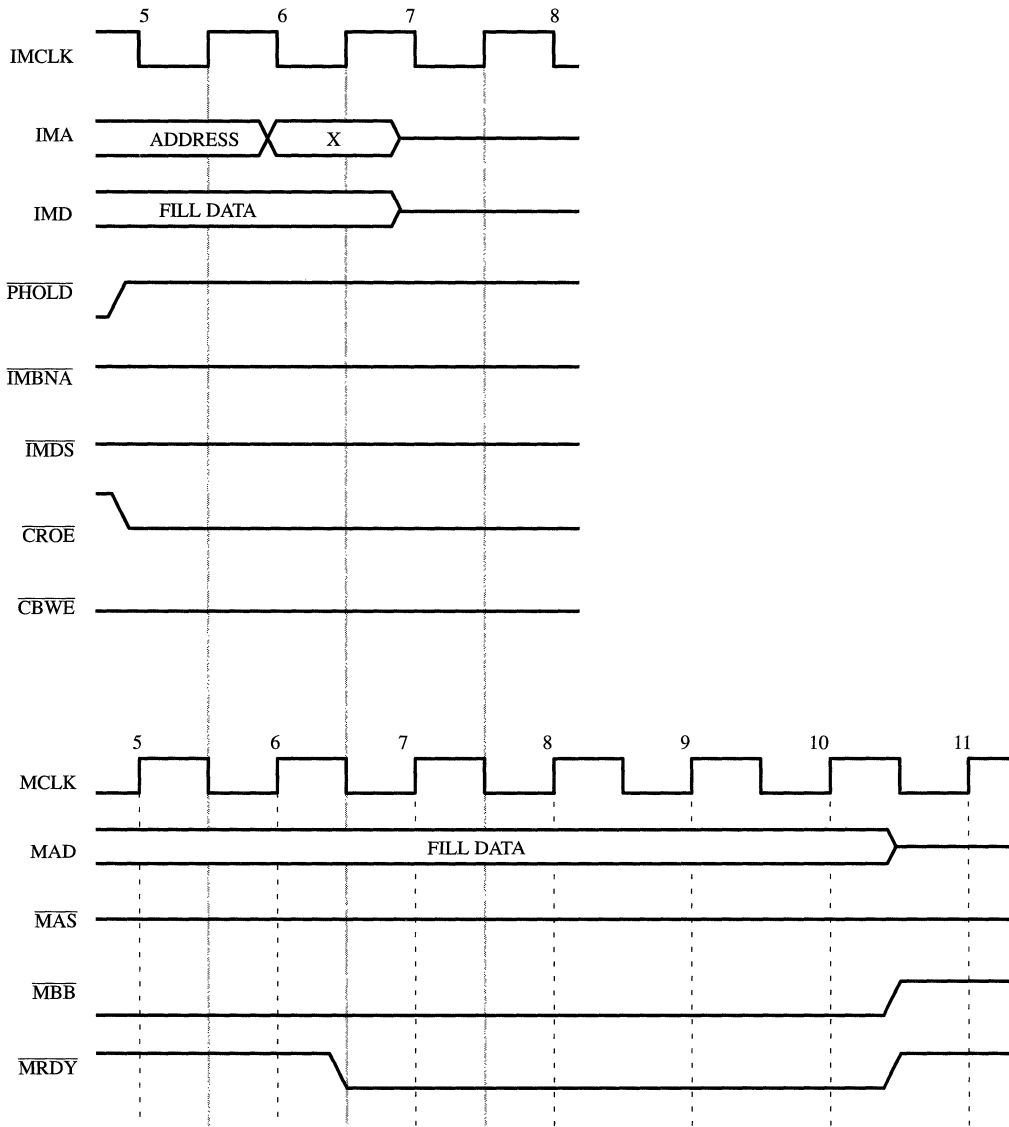 5 6 7 8
IMCLK
IMA ADDRESS X
IMD FILL DATA
PHOLD
IMBNA
IMDS
CROE
CBWE
5 6 7 8 9 10 11
MCLK
MAD FILL DATA
MAS
MBB
MRDY